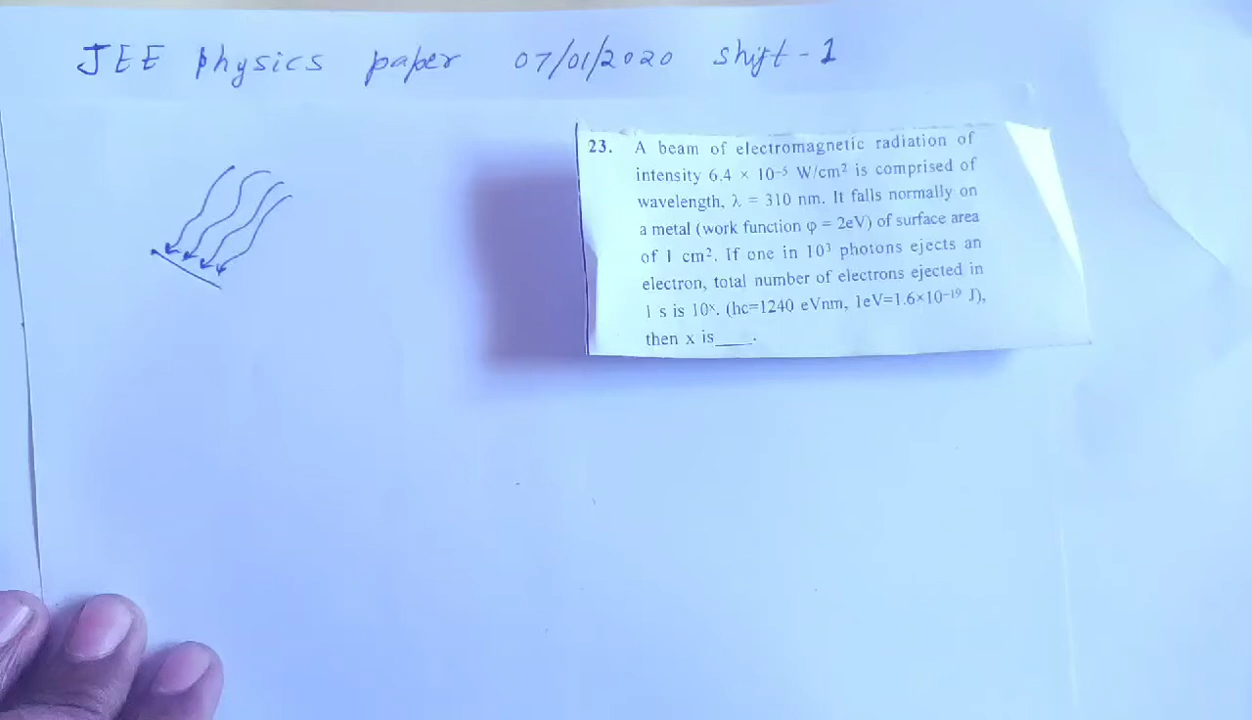 JEE physics paper 07/01/2020 shift-1
23. A beam of electromagnetic radiation of
intensity 6.4 × 10⁻⁵ W/cm² is comprised of
wavelength, λ = 310 nm. It falls normally on
a metal (work function φ = 2eV) of surface area
of 1 cm². If one in 10³ photons ejects an
electron, total number of electrons ejected in
1 s is 10ˣ. (hc=1240 eVnm, 1eV=1.6×10⁻¹⁹ J),
then x is____.